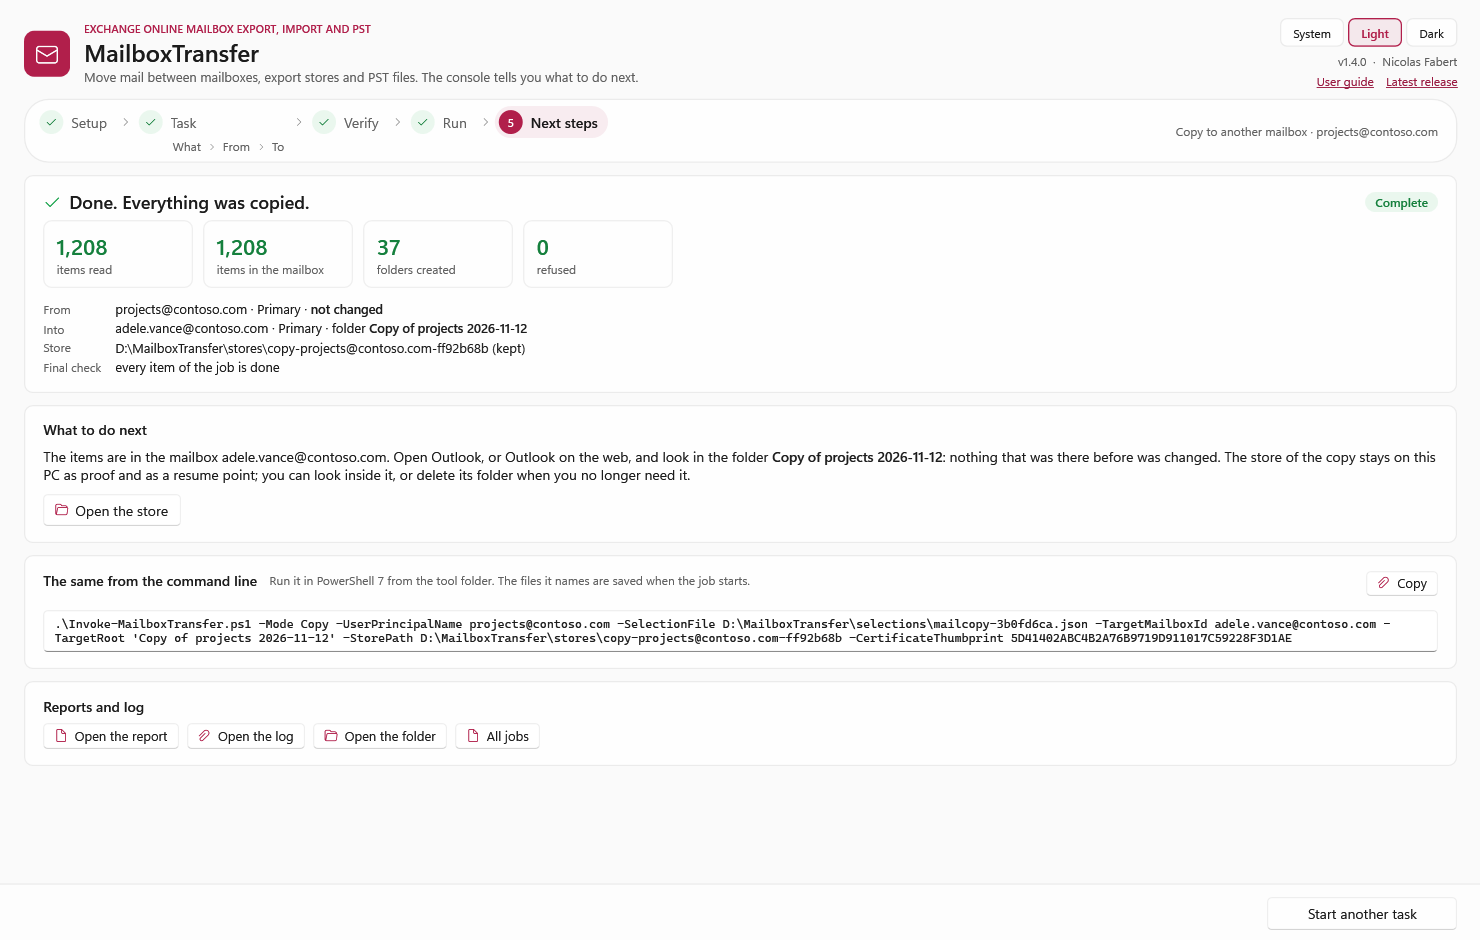 EXCHANGE ONLINE MAILBOX EXPORT, IMPORT AND PST
MailboxTransfer
Move mail between mailboxes, export stores and PST files. The console tells you what to do next.
System
Light
Dark
v1.4.0 · Nicolas Fabert
User guide
Latest release
Setup
Task
Verify
Run
5
Next steps
What
From
To
Copy to another mailbox · projects@contoso.com
Done. Everything was copied.
Complete
1,208
items read
1,208
items in the mailbox
37
folders created
0
refused
From projects@contoso.com · Primary · not changed
Into adele.vance@contoso.com · Primary · folder Copy of projects 2026-11-12
Store D:\MailboxTransfer\stores\copy-projects@contoso.com-ff92b68b (kept)
Final check every item of the job is done
What to do next
The items are in the mailbox adele.vance@contoso.com. Open Outlook, or Outlook on the web, and look in the folder Copy of projects 2026-11-12: nothing that was there before was changed. The store of the copy stays on this
PC as proof and as a resume point; you can look inside it, or delete its folder when you no longer need it.
Open the store
The same from the command line
Run it in PowerShell 7 from the tool folder. The files it names are saved when the job starts.
Copy
.\Invoke-MailboxTransfer.ps1 -Mode Copy -UserPrincipalName projects@contoso.com -SelectionFile D:\MailboxTransfer\selections\mailcopy-3b0fd6ca.json -TargetMailboxId adele.vance@contoso.com -
TargetRoot 'Copy of projects 2026-11-12' -StorePath D:\MailboxTransfer\stores\copy-projects@contoso.com-ff92b68b -CertificateThumbprint 5D41402ABC4B2A76B9719D911017C59228F3D1AE
Reports and log
Open the report
Open the log
Open the folder
All jobs
Start another task